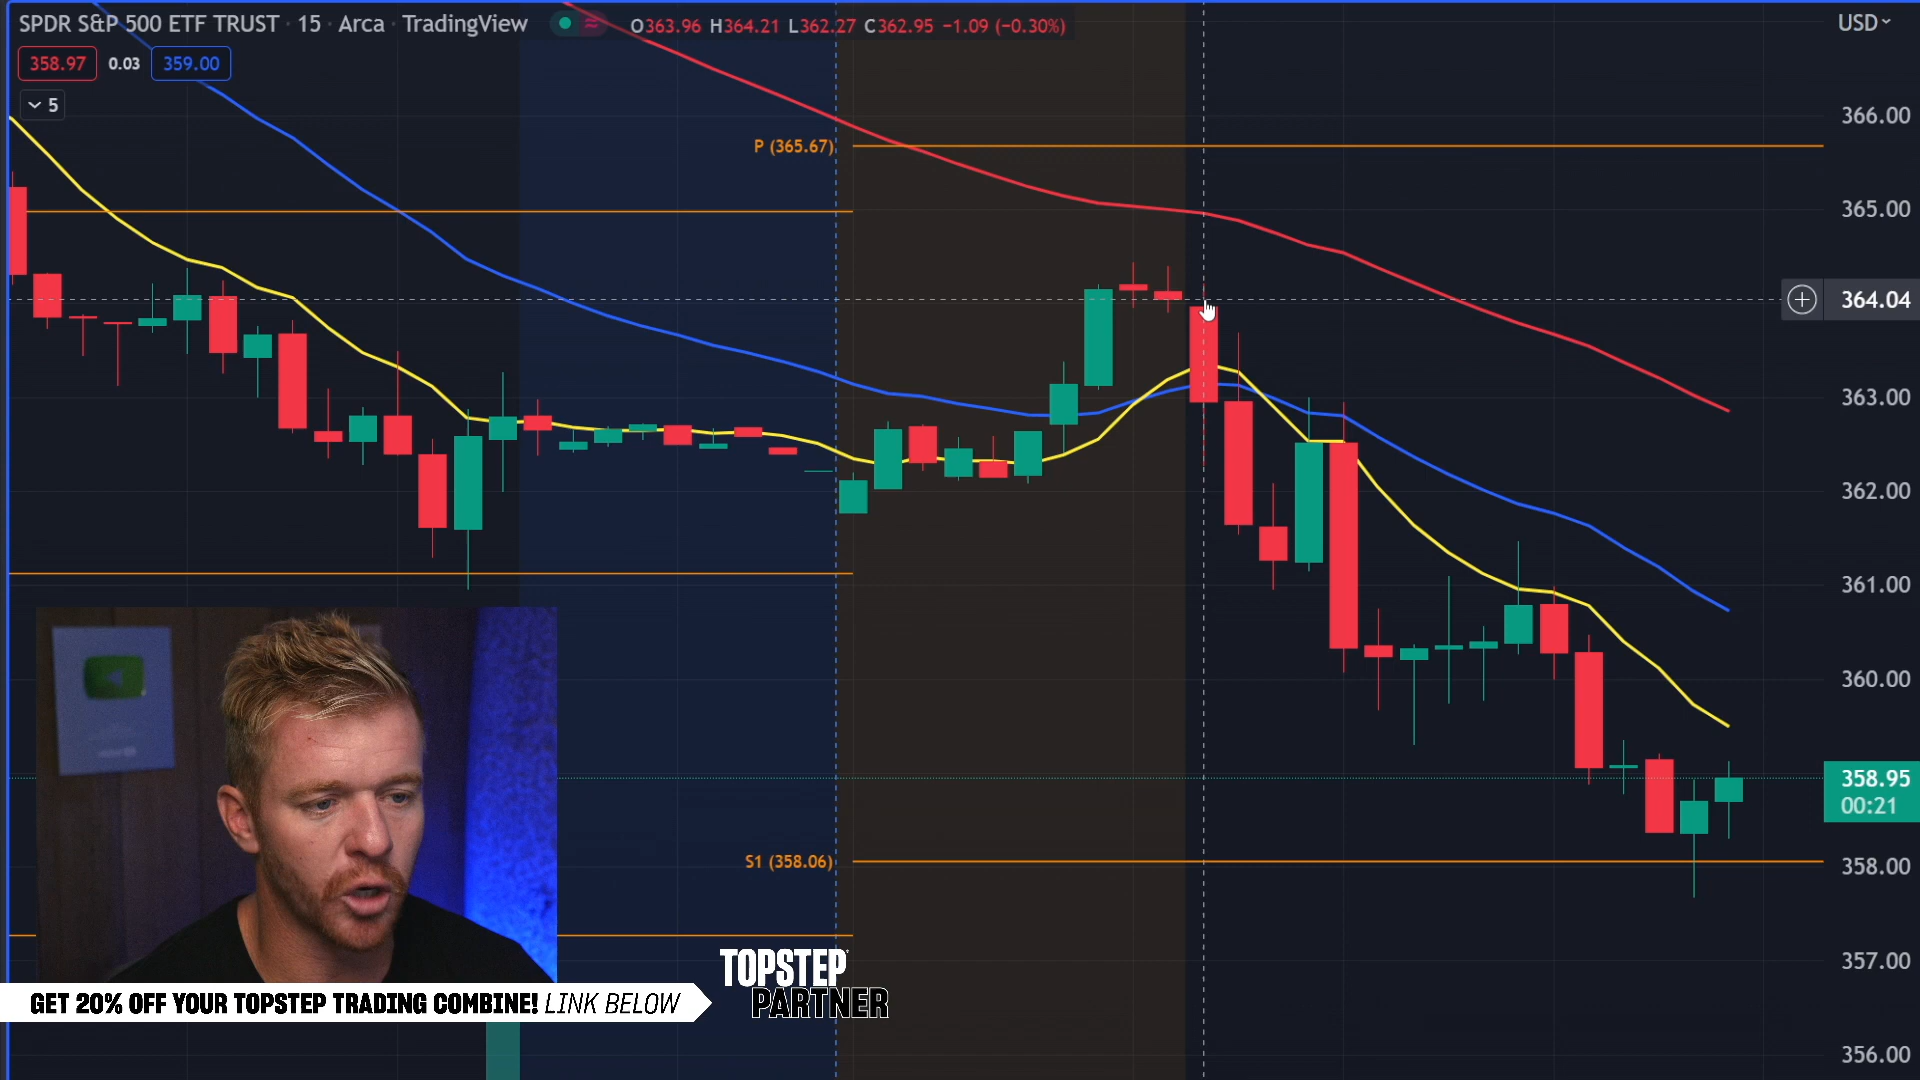 SPDR S&P 500 ETF TRUST · 15 · Arca · TradingView
O363.96 H364.21 L362.27 C362.95 −1.09 (−0.30%)
USD
358.97 0.03 359.00
5
366.00
P (365.67)
365.00
364.04
363.00
362.00
361.00
360.00
358.95
00:21
S1 (358.06)
358.00
357.00
356.00
TOPSTEP
PARTNER
GET 20% OFF YOUR TOPSTEP TRADING COMBINE! LINK BELOW